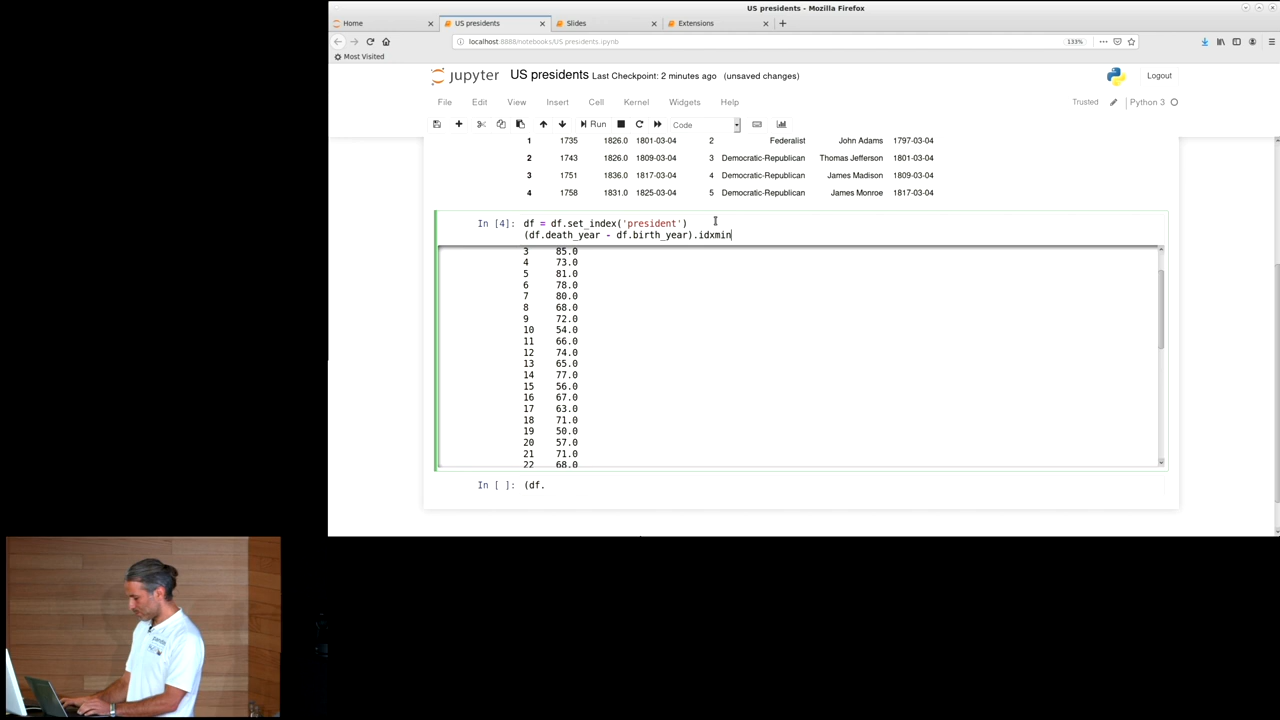 US presidents - Mozilla Firefox
Home
US presidents
Slides
Extensions
localhost:8888/notebooks/US presidents.ipynb
133%
Most Visited
jupyter US presidents Last Checkpoint: 2 minutes ago (unsaved changes)
Logout
File Edit View Insert Cell Kernel Widgets Help
Trusted
Python 3
Run
Code
1 1735 1826.0 1801-03-04 2 Federalist John Adams 1797-03-04
2 1743 1826.0 1809-03-04 3 Democratic-Republican Thomas Jefferson 1801-03-04
3 1751 1836.0 1817-03-04 4 Democratic-Republican James Madison 1809-03-04
4 1758 1831.0 1825-03-04 5 Democratic-Republican James Monroe 1817-03-04
In [4]: df = df.set_index('president')
(df.death_year - df.birth_year).idxmin
3 85.0
4 73.0
5 81.0
6 78.0
7 80.0
8 68.0
9 72.0
10 54.0
11 66.0
12 74.0
13 65.0
14 77.0
15 56.0
16 67.0
17 63.0
18 71.0
19 50.0
20 57.0
21 71.0
22 68.0
In [ ]: (df.